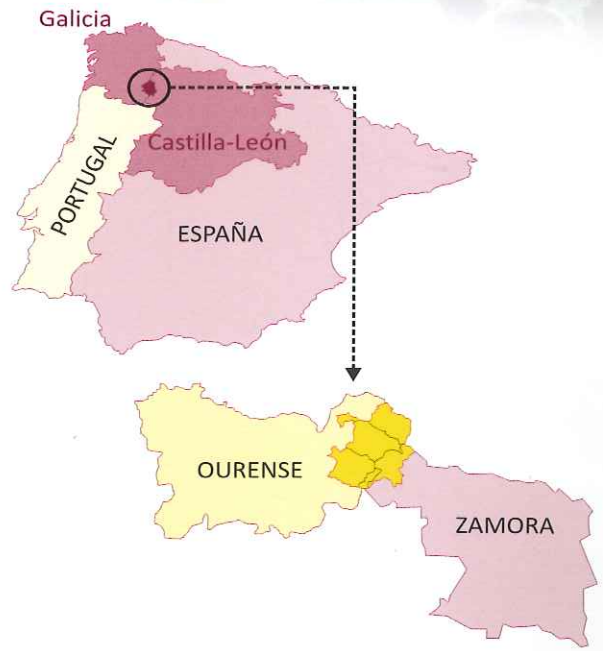 Galicia
Castilla-León
PORTUGAL
ESPAÑA
OURENSE
ZAMORA